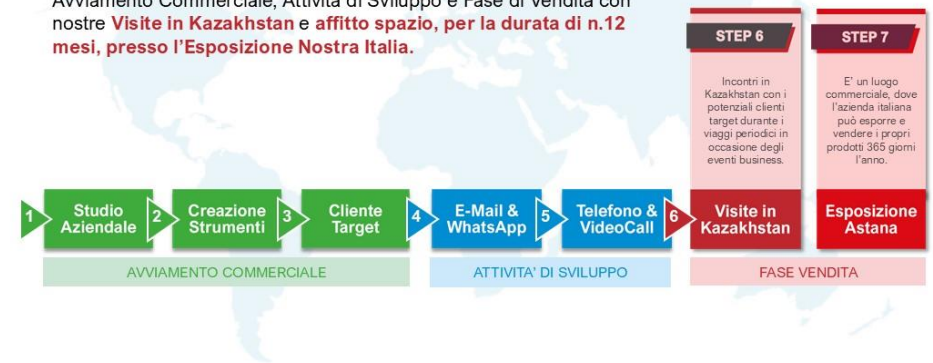 Avviamento Commerciale, Attività di Sviluppo e Fase di Vendita con
nostre Visite in Kazakhstan e affitto spazio, per la durata di n.12
mesi, presso l’Esposizione Nostra Italia.
STEP 6
Incontri in
Kazakhstan con i
potenziali clienti
target durante i
viaggi periodici in
occasione degli
eventi business.
STEP 7
E’ un luogo
commerciale, dove
l’azienda italiana
può esporre e
vendere i propri
prodotti 365 giorni
l’anno.
1
Studio
Aziendale
2
Creazione
Strumenti
3
Cliente
Target
4
E-Mail &
WhatsApp
5
Telefono &
VideoCall
6
Visite in
Kazakhstan
Esposizione
Astana
AVVIAMENTO COMMERCIALE
ATTIVITA’ DI SVILUPPO
FASE VENDITA